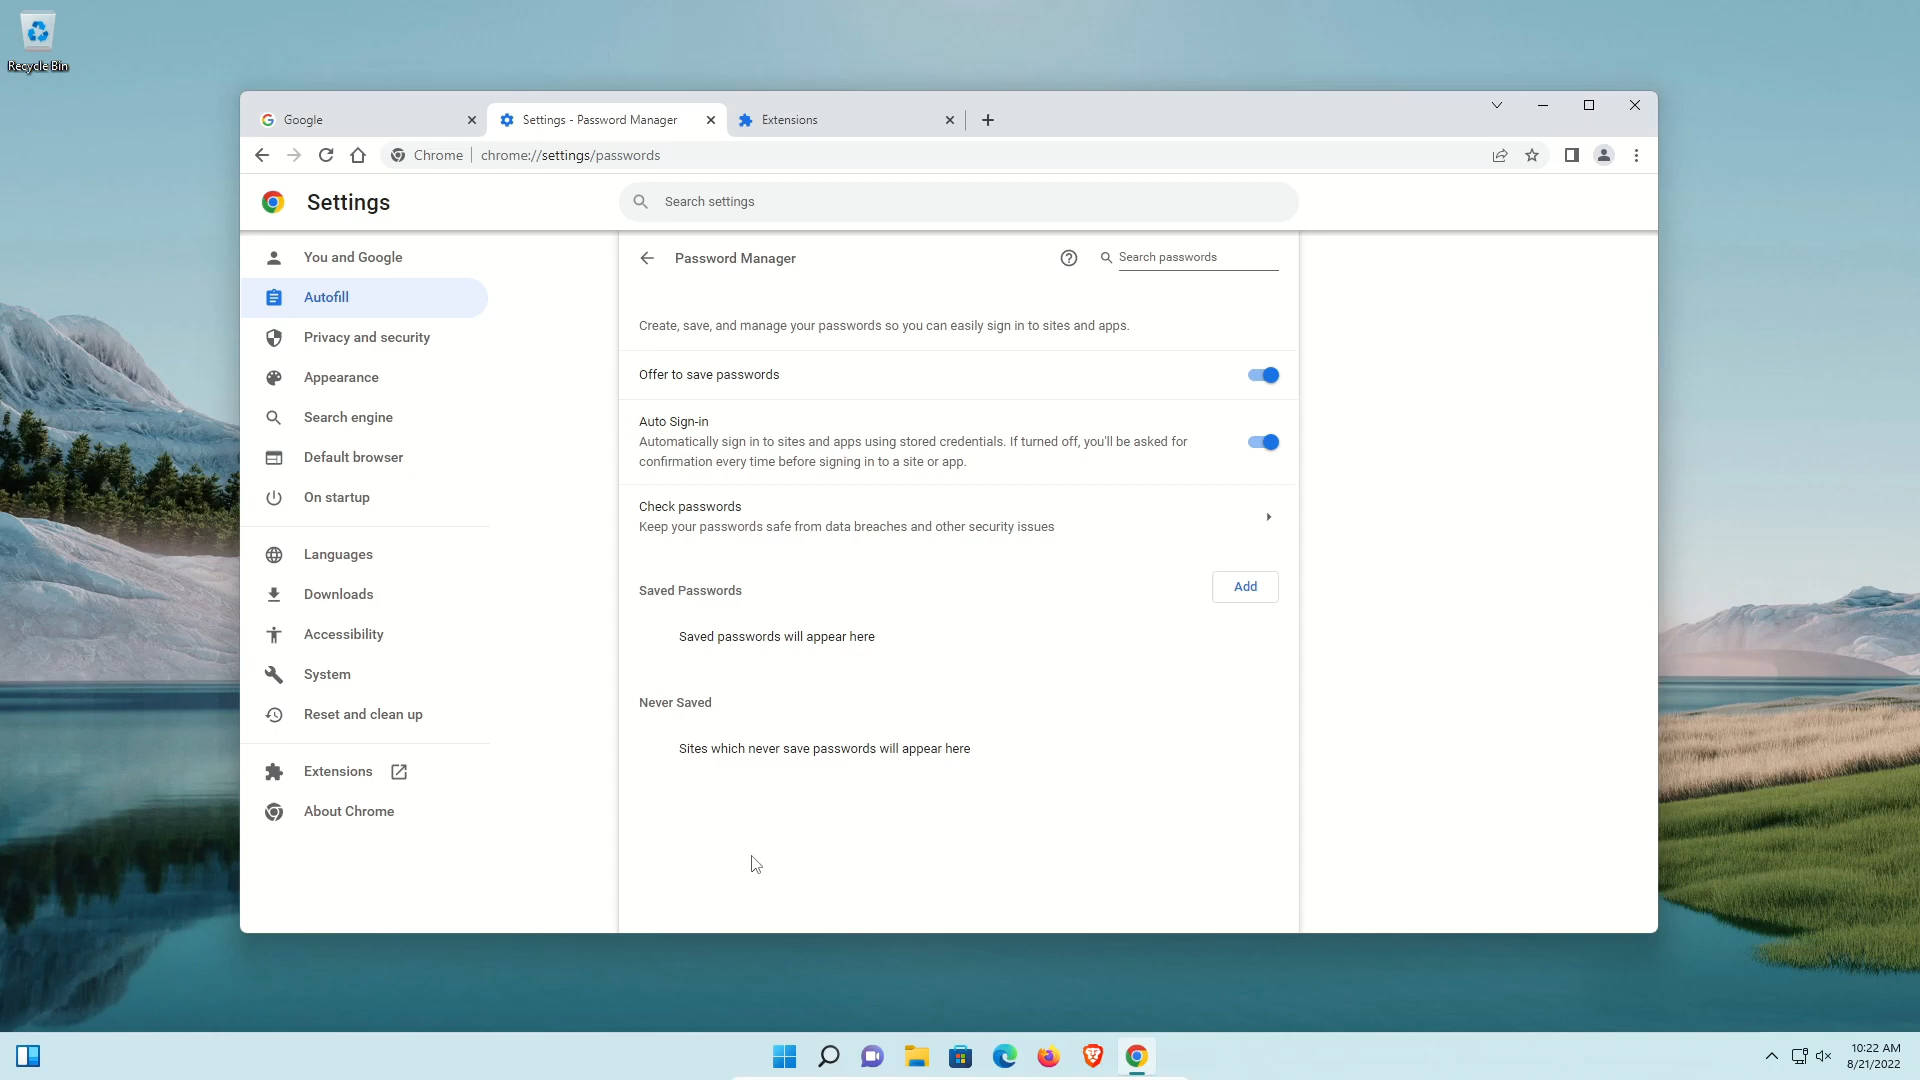 Recycle Bin
Google
Settings - Password Manager
Extensions
Chrome
chrome://settings/passwords
Settings
Search settings
You and Google
Autofill
Privacy and security
Appearance
Search engine
Default browser
On startup
Languages
Downloads
Accessibility
System
Reset and clean up
Extensions
About Chrome
Password Manager
Search passwords
Create, save, and manage your passwords so you can easily sign in to sites and apps.
Offer to save passwords
Auto Sign-in
Automatically sign in to sites and apps using stored credentials. If turned off, you'll be asked for
confirmation every time before signing in to a site or app.
Check passwords
Keep your passwords safe from data breaches and other security issues
Saved Passwords
Add
Saved passwords will appear here
Never Saved
Sites which never save passwords will appear here
10:22 AM
8/21/2022